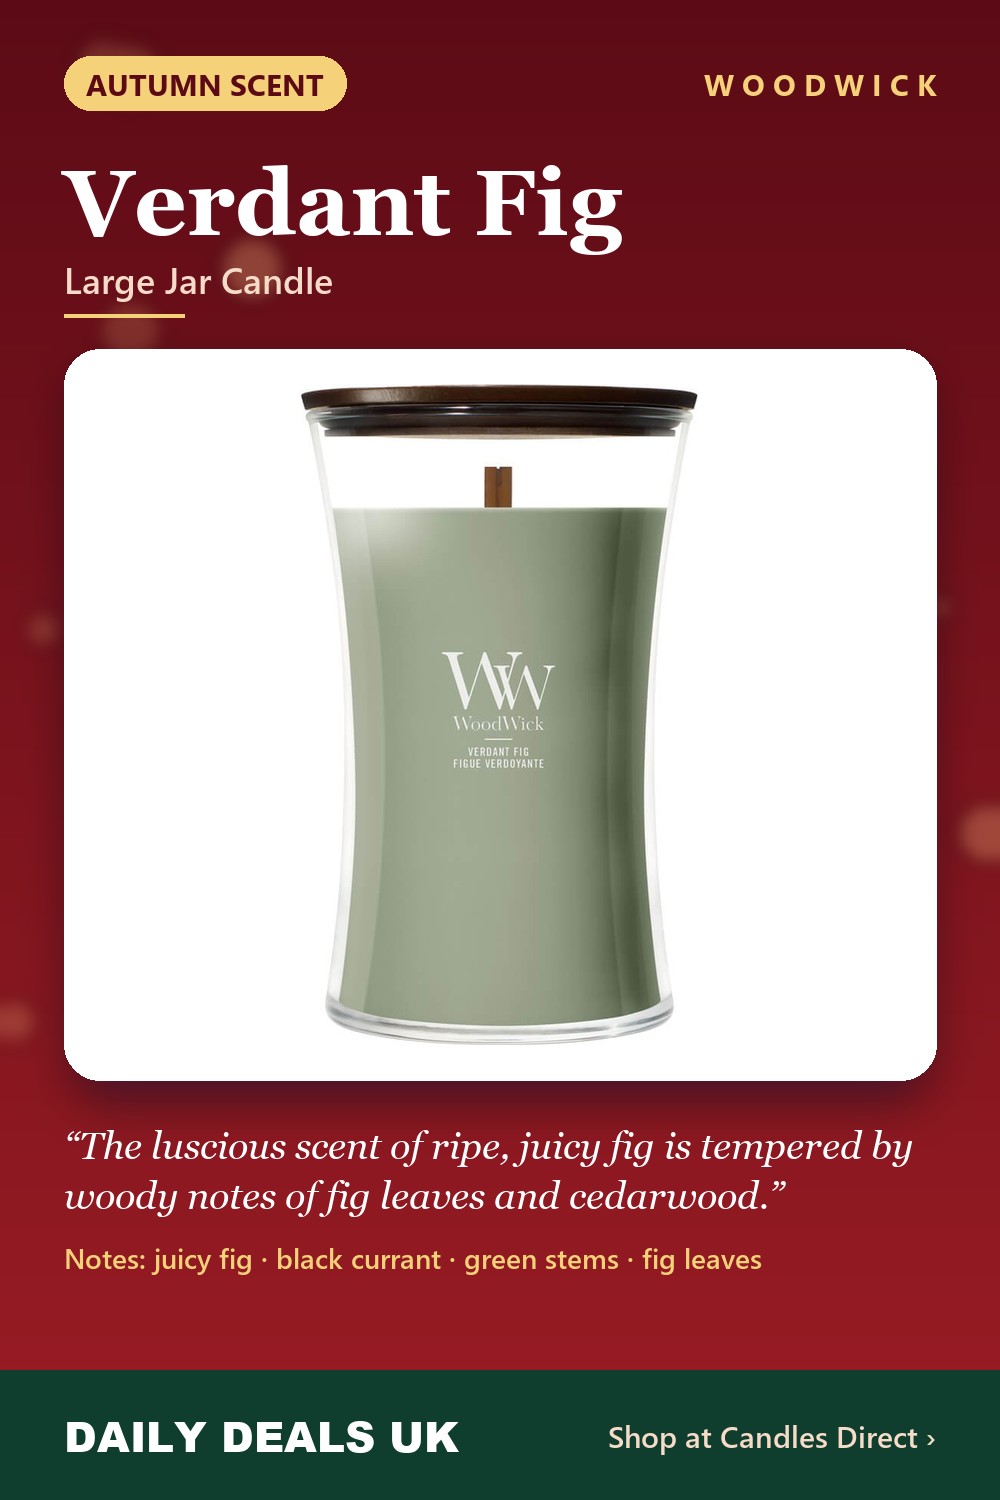 AUTUMN SCENT
WOODWICK
Verdant Fig
Large Jar Candle
WW
WoodWick
VERDANT FIG
FIGUE VERDOYANTE
“The luscious scent of ripe, juicy fig is tempered by
woody notes of fig leaves and cedarwood.”
Notes: juicy fig · black currant · green stems · fig leaves
DAILY DEALS UK
Shop at Candles Direct ›